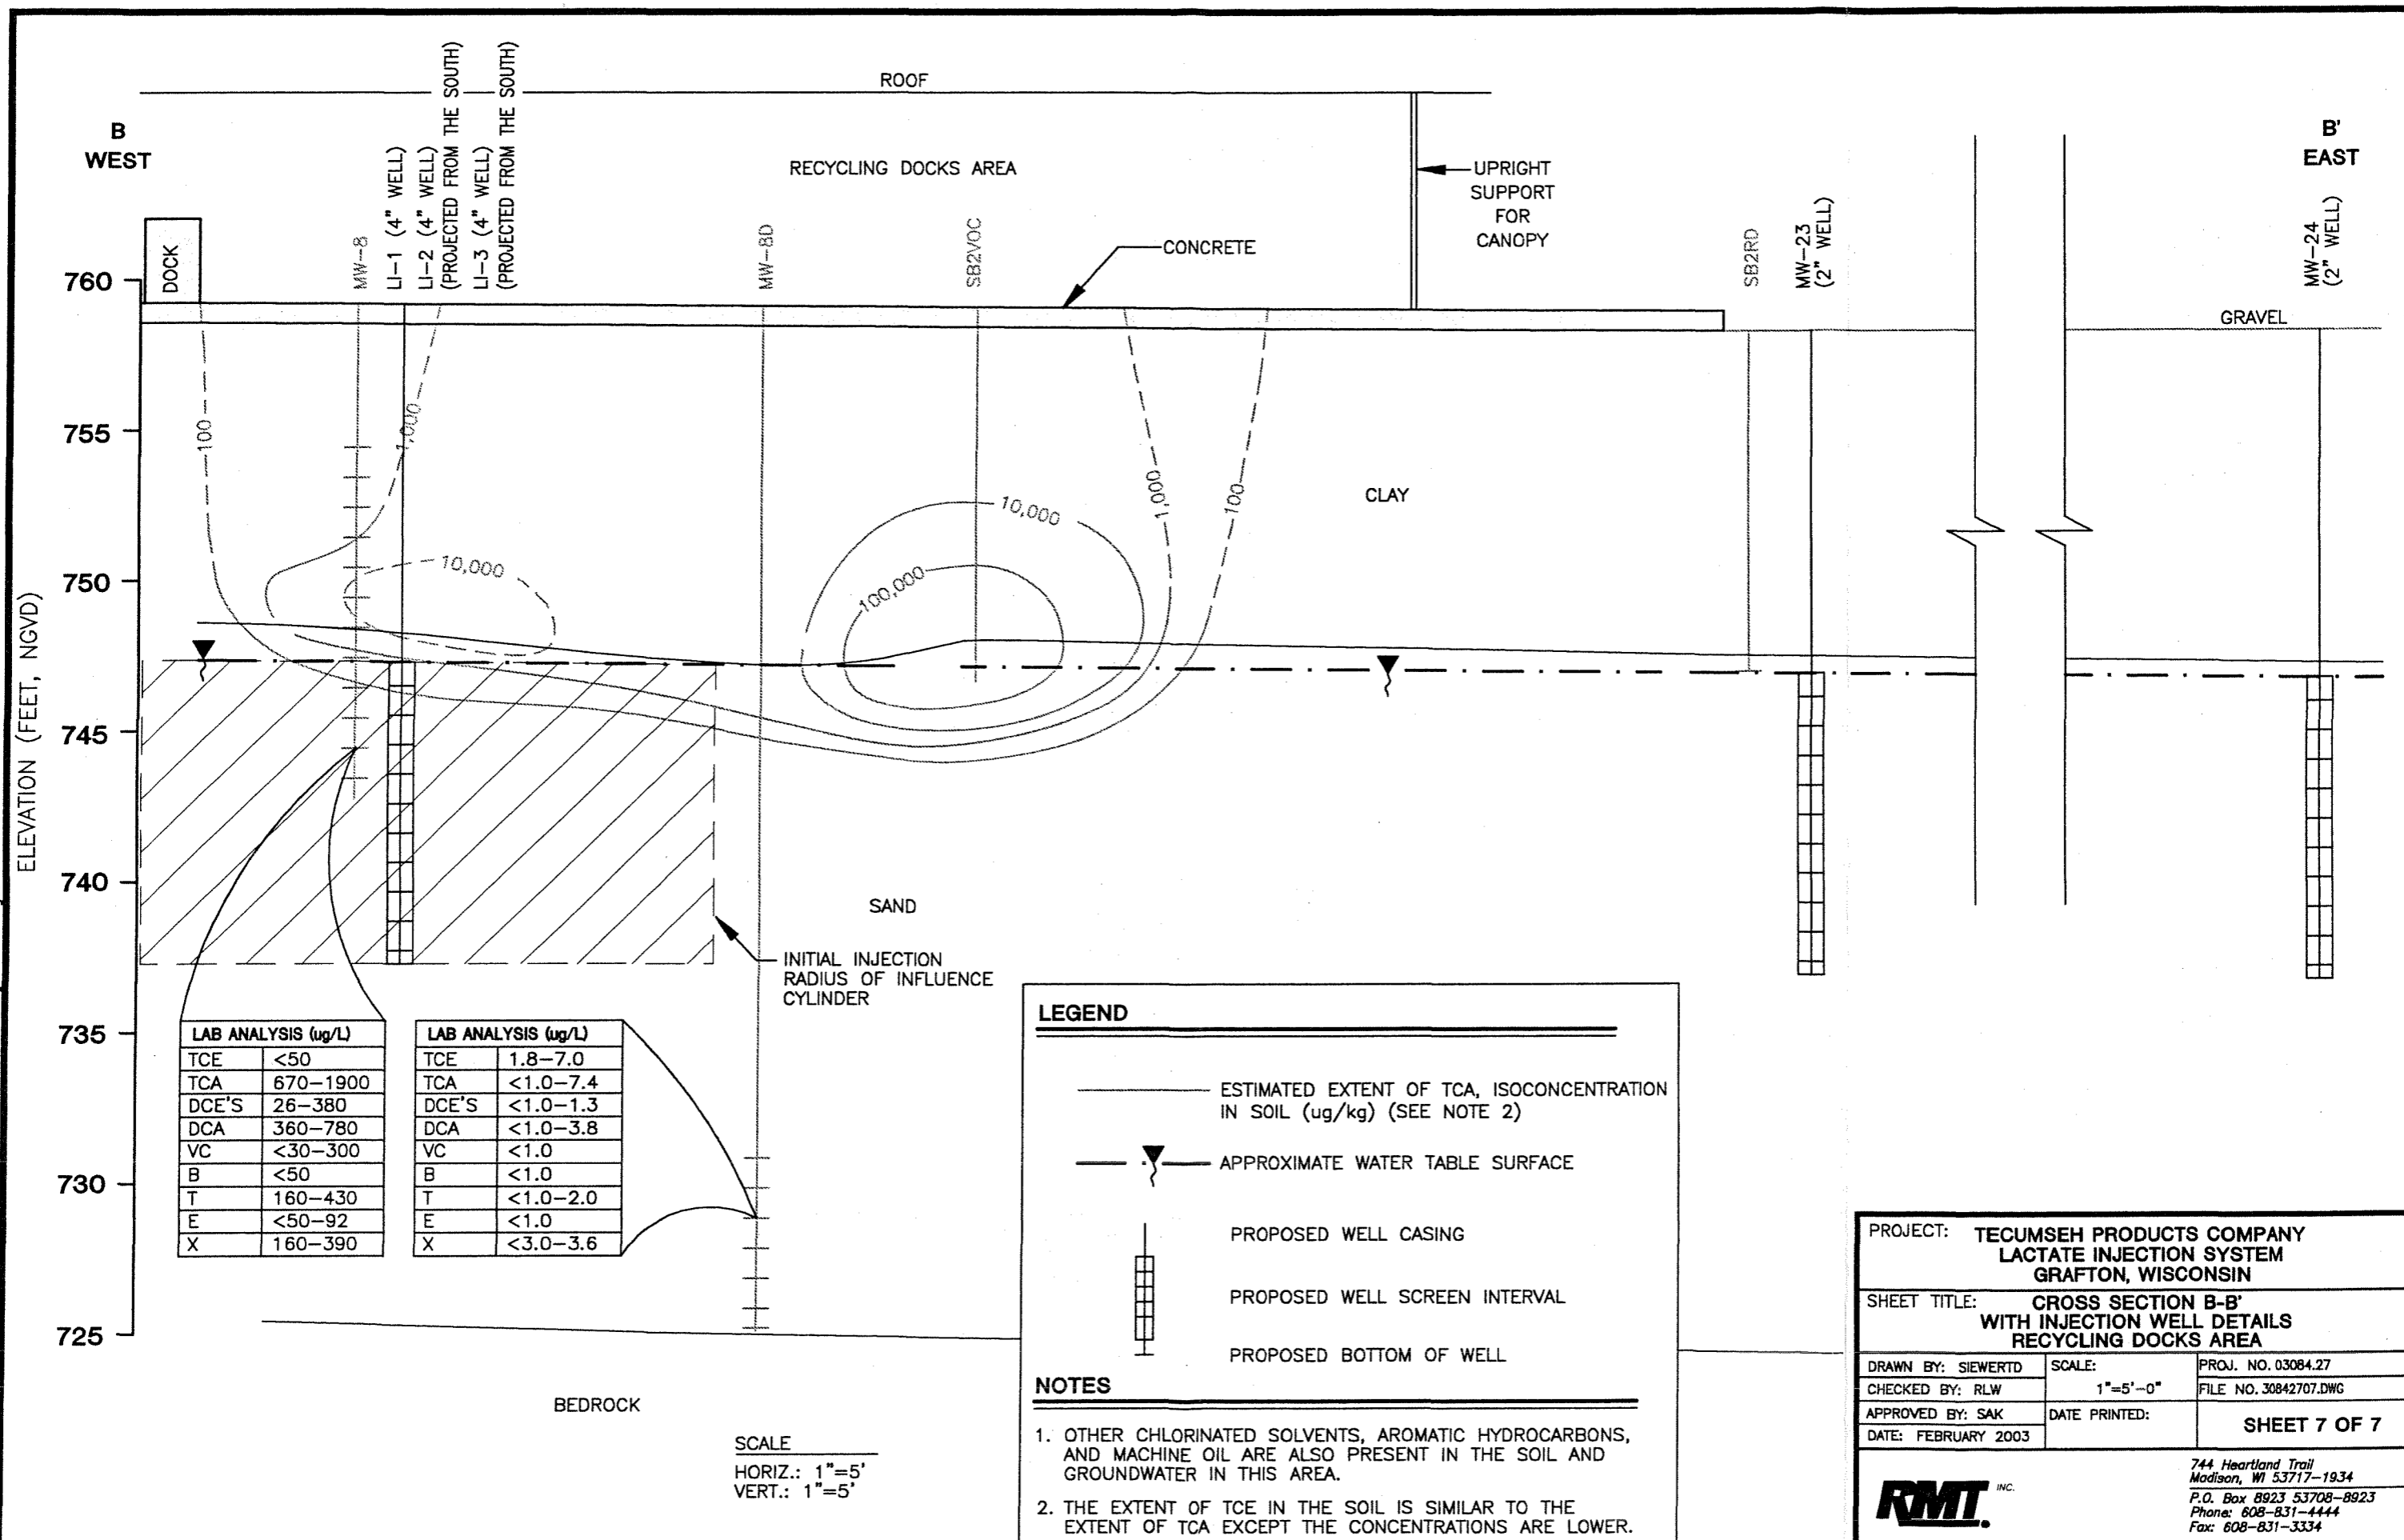 ROOF
B
WEST
B'
EAST
RECYCLING DOCKS AREA
UPRIGHT
SUPPORT
FOR
CANOPY
CONCRETE
DOCK
MW-8
LI-1 (4" WELL)
LI-2 (4" WELL)
(PROJECTED FROM THE SOUTH)
LI-3 (4" WELL)
(PROJECTED FROM THE SOUTH)
MW-8D
SB2VOC
SB2RD
MW-23
(2" WELL)
MW-24
(2" WELL)
GRAVEL
ELEVATION (FEET, NGVD)
760
755
750
745
740
735
730
725
100
1,000
10,000
10,000
100,000
1,000
100
CLAY
SAND
INITIAL INJECTION
RADIUS OF INFLUENCE
CYLINDER
LAB ANALYSIS (ug/L)
TCE <50
TCA 670-1900
DCE'S 26-380
DCA 360-780
VC <30-300
B <50
T 160-430
E <50-92
X 160-390
LAB ANALYSIS (ug/L)
TCE 1.8-7.0
TCA <1.0-7.4
DCE'S <1.0-1.3
DCA <1.0-3.8
VC <1.0
B <1.0
T <1.0-2.0
E <1.0
X <3.0-3.6
BEDROCK
SCALE
HORIZ.: 1"=5'
VERT.: 1"=5'
LEGEND
ESTIMATED EXTENT OF TCA, ISOCONCENTRATION
IN SOIL (ug/kg) (SEE NOTE 2)
APPROXIMATE WATER TABLE SURFACE
PROPOSED WELL CASING
PROPOSED WELL SCREEN INTERVAL
PROPOSED BOTTOM OF WELL
NOTES
1. OTHER CHLORINATED SOLVENTS, AROMATIC HYDROCARBONS,
AND MACHINE OIL ARE ALSO PRESENT IN THE SOIL AND
GROUNDWATER IN THIS AREA.
2. THE EXTENT OF TCE IN THE SOIL IS SIMILAR TO THE
EXTENT OF TCA EXCEPT THE CONCENTRATIONS ARE LOWER.
PROJECT: TECUMSEH PRODUCTS COMPANY
LACTATE INJECTION SYSTEM
GRAFTON, WISCONSIN
SHEET TITLE: CROSS SECTION B-B'
WITH INJECTION WELL DETAILS
RECYCLING DOCKS AREA
DRAWN BY: SIEWERTD
CHECKED BY: RLW
APPROVED BY: SAK
DATE: FEBRUARY 2003
SCALE:
1"=5'-0"
DATE PRINTED:
PROJ. NO. 03084.27
FILE NO. 30842707.DWG
SHEET 7 OF 7
RMT INC.
744 Heartland Trail
Madison, WI 53717-1934
P.O. Box 8923 53708-8923
Phone: 608-831-4444
Fax: 608-831-3334